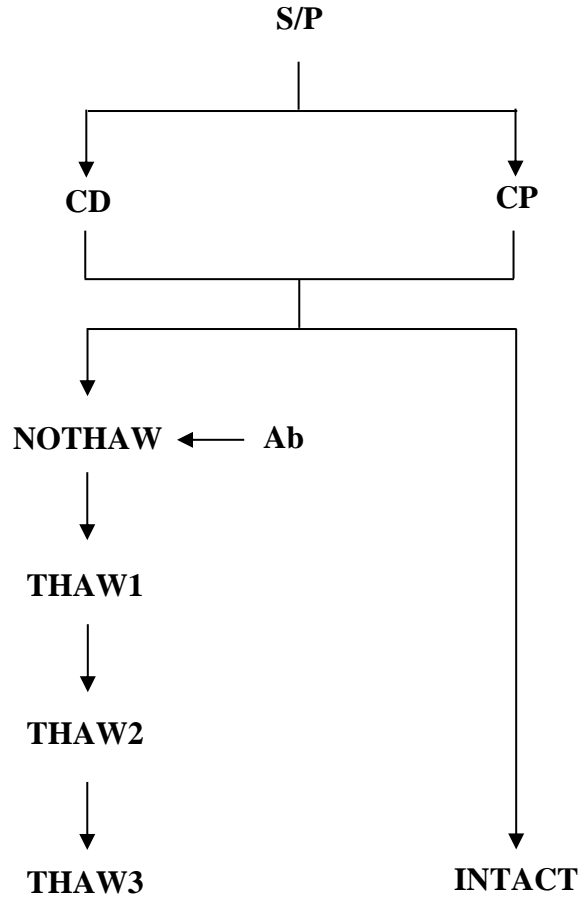 S/P
CD CP
NOTHAW Ab
THAW1
THAW2
THAW3 INTACT